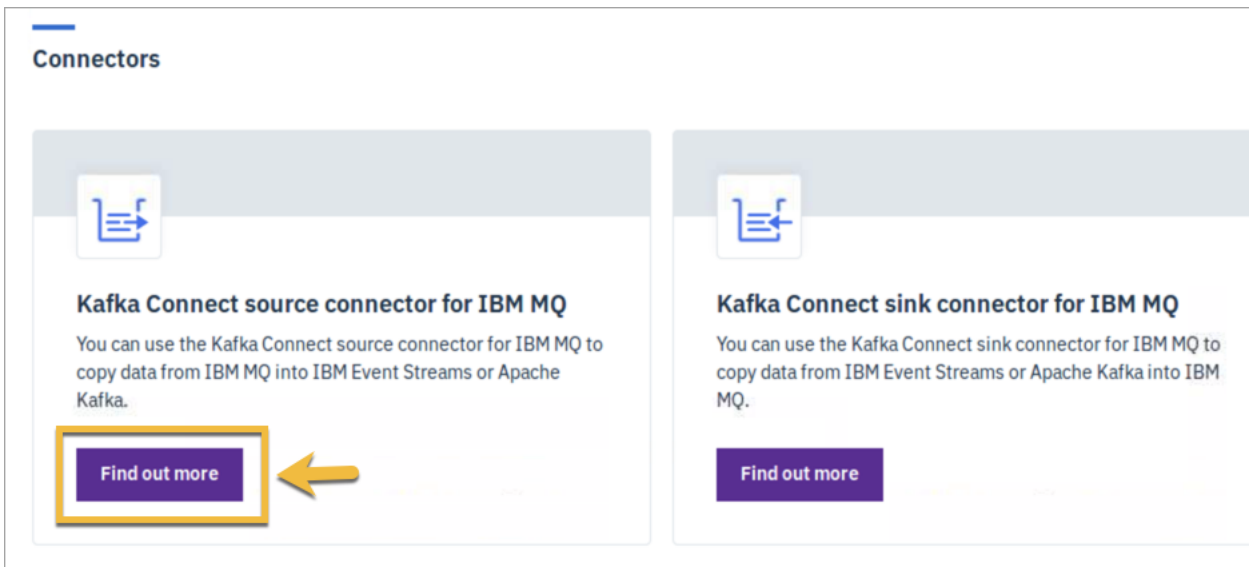 Connectors
Kafka Connect source connector for IBM MQ
You can use the Kafka Connect source connector for IBM MQ to
copy data from IBM MQ into IBM Event Streams or Apache
Kafka.
Find out more
Kafka Connect sink connector for IBM MQ
You can use the Kafka Connect sink connector for IBM MQ to
copy data from IBM Event Streams or Apache Kafka into IBM
MQ.
Find out more